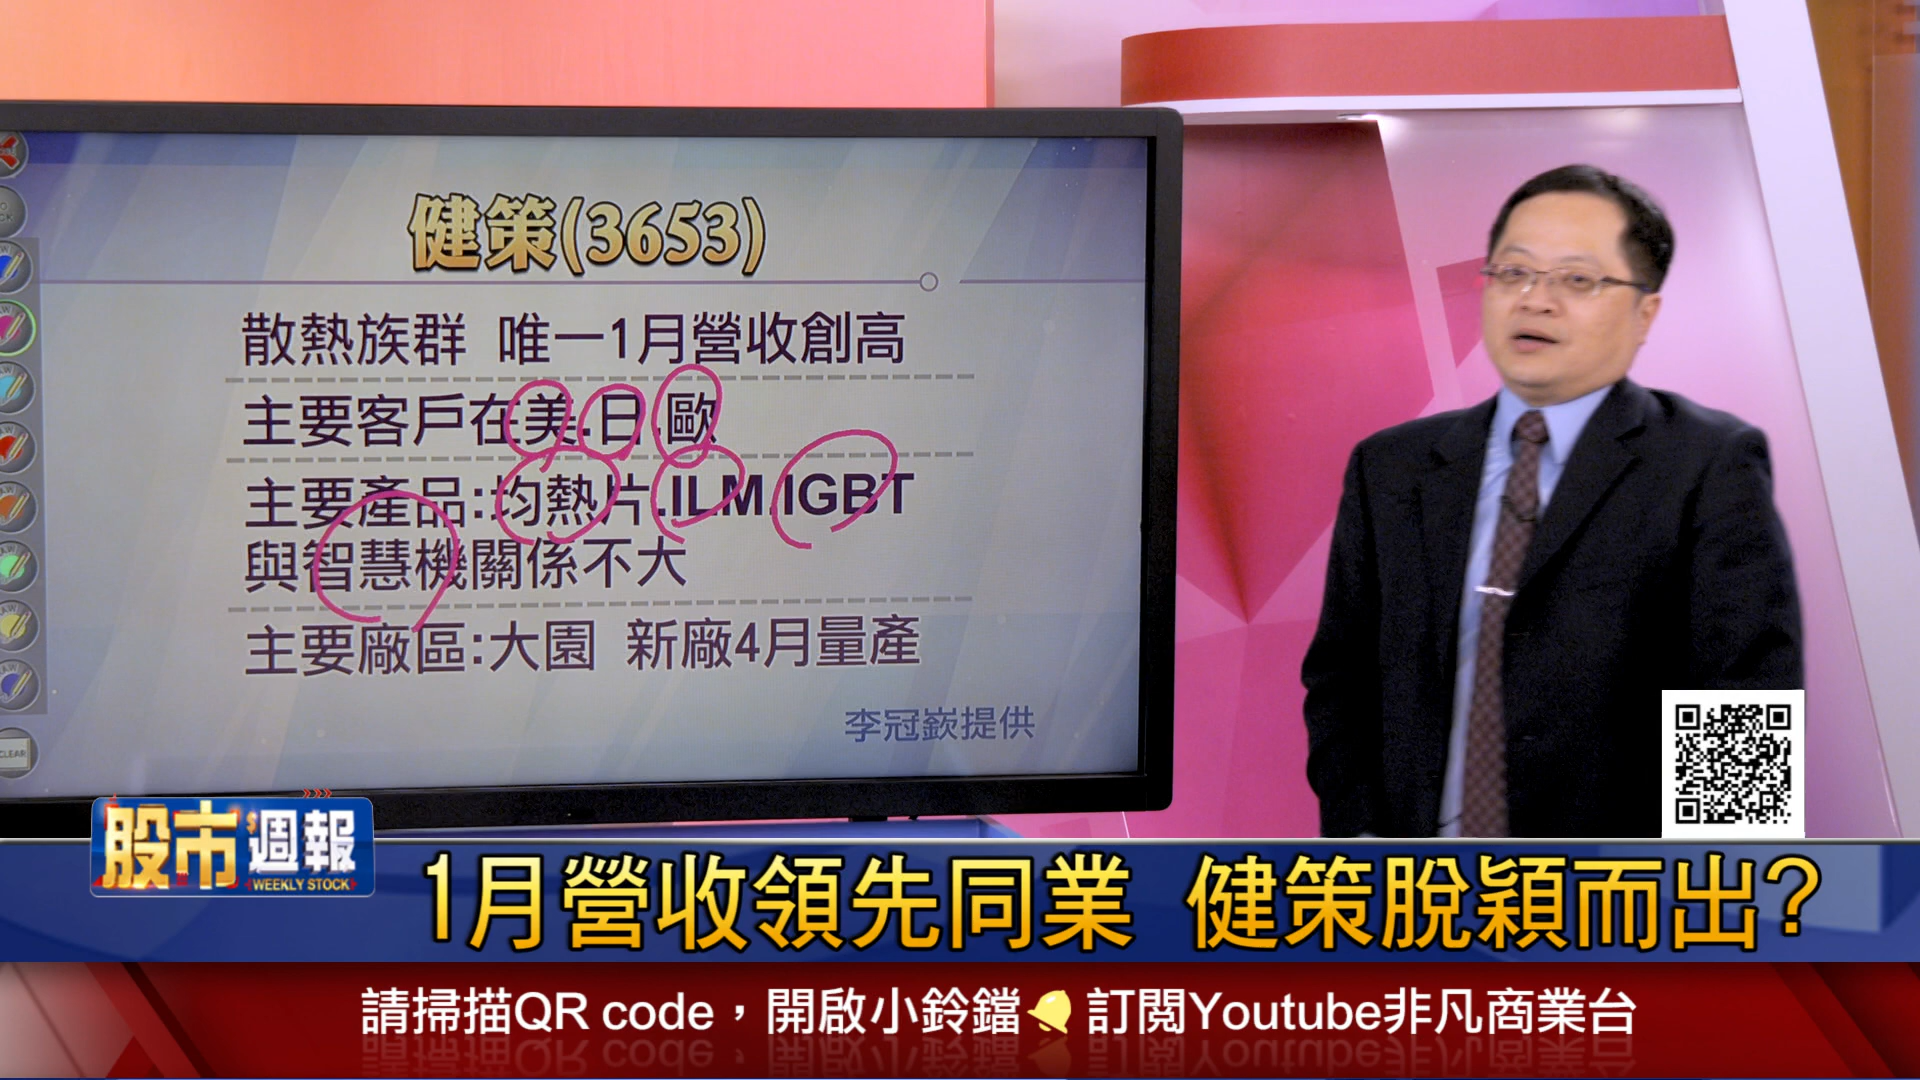 健策(3653)
散熱族群 唯一1月營收創高
主要客戶在美.日.歐
主要產品:均熱片.ILM.IGBT
與智慧機關係不大
主要廠區:大園 新廠4月量產
李冠嶔提供
CLEAR
股市週報
WEEKLY STOCK
1月營收領先同業 健策脫穎而出?
請掃描QR code，開啟小鈴鐺🔔訂閱Youtube非凡商業台